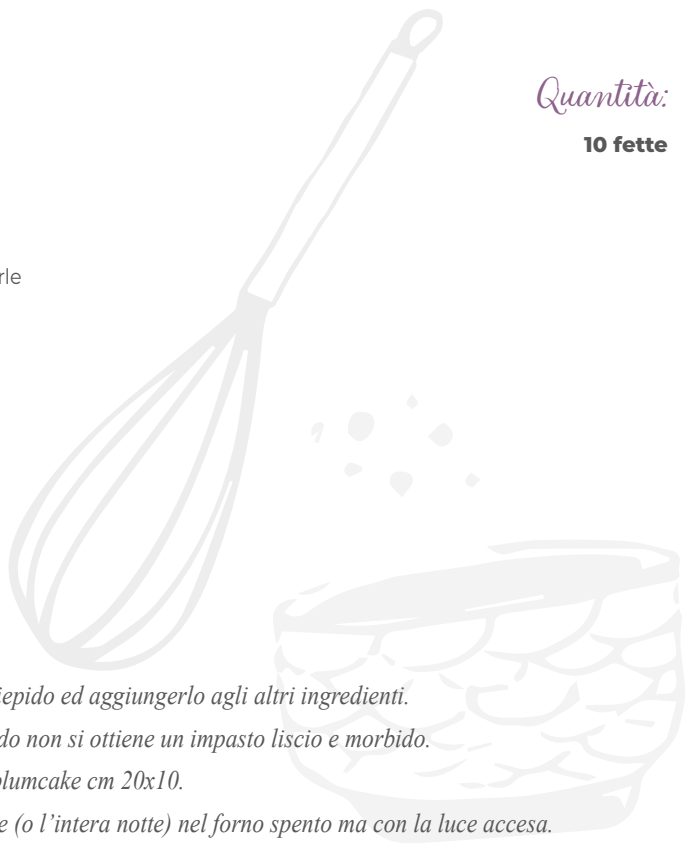 Quantità:
10 fette
rle
iepido ed aggiungerlo agli altri ingredienti.
do non si ottiene un impasto liscio e morbido.
plumcake cm 20x10.
e (o l’intera notte) nel forno spento ma con la luce accesa.